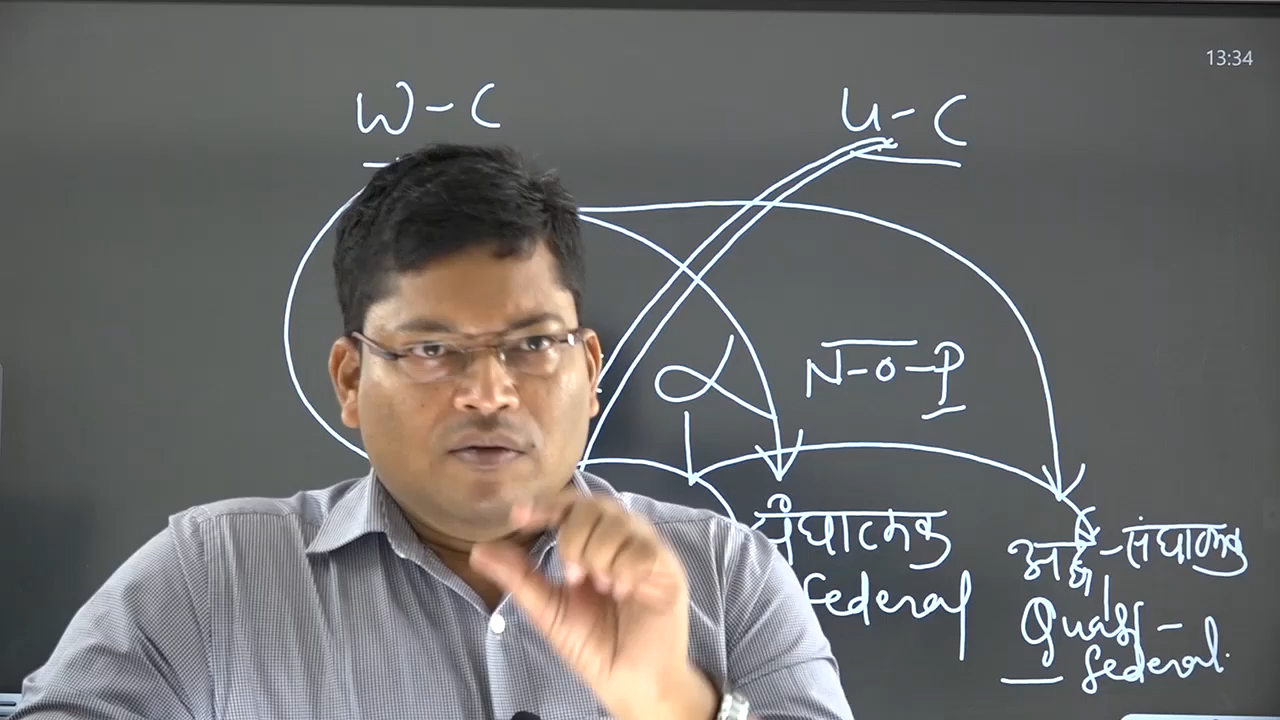 13:34
W-C
U-C
α
N-O-P
संघात्मक
federal
अर्द्ध-संघात्मक
Quasi-
federal.